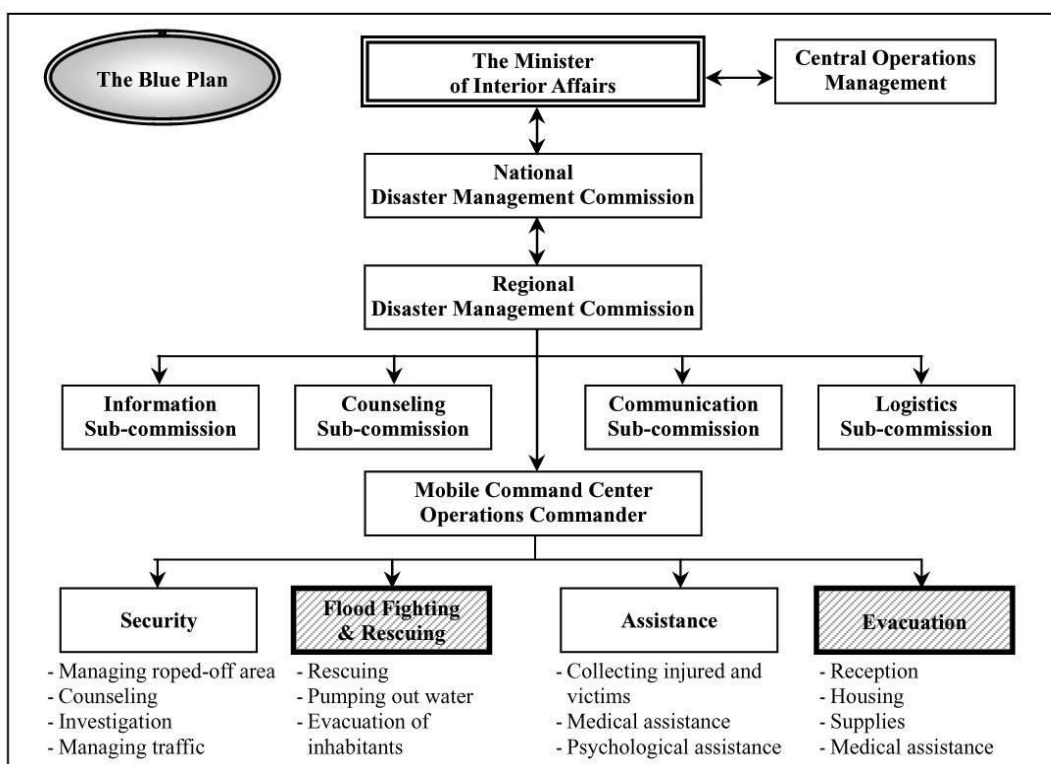 The Blue Plan
The Minister
of Interior Affairs
Central Operations
Management
National
Disaster Management Commission
Regional
Disaster Management Commission
Information
Sub-commission
Counseling
Sub-commission
Communication
Sub-commission
Logistics
Sub-commission
Mobile Command Center
Operations Commander
Security
- Managing roped-off area
- Counseling
- Investigation
- Managing traffic
Flood Fighting
& Rescuing
- Rescuing
- Pumping out water
- Evacuation of
inhabitants
Assistance
- Collecting injured and
victims
- Medical assistance
- Psychological assistance
Evacuation
- Reception
- Housing
- Supplies
- Medical assistance